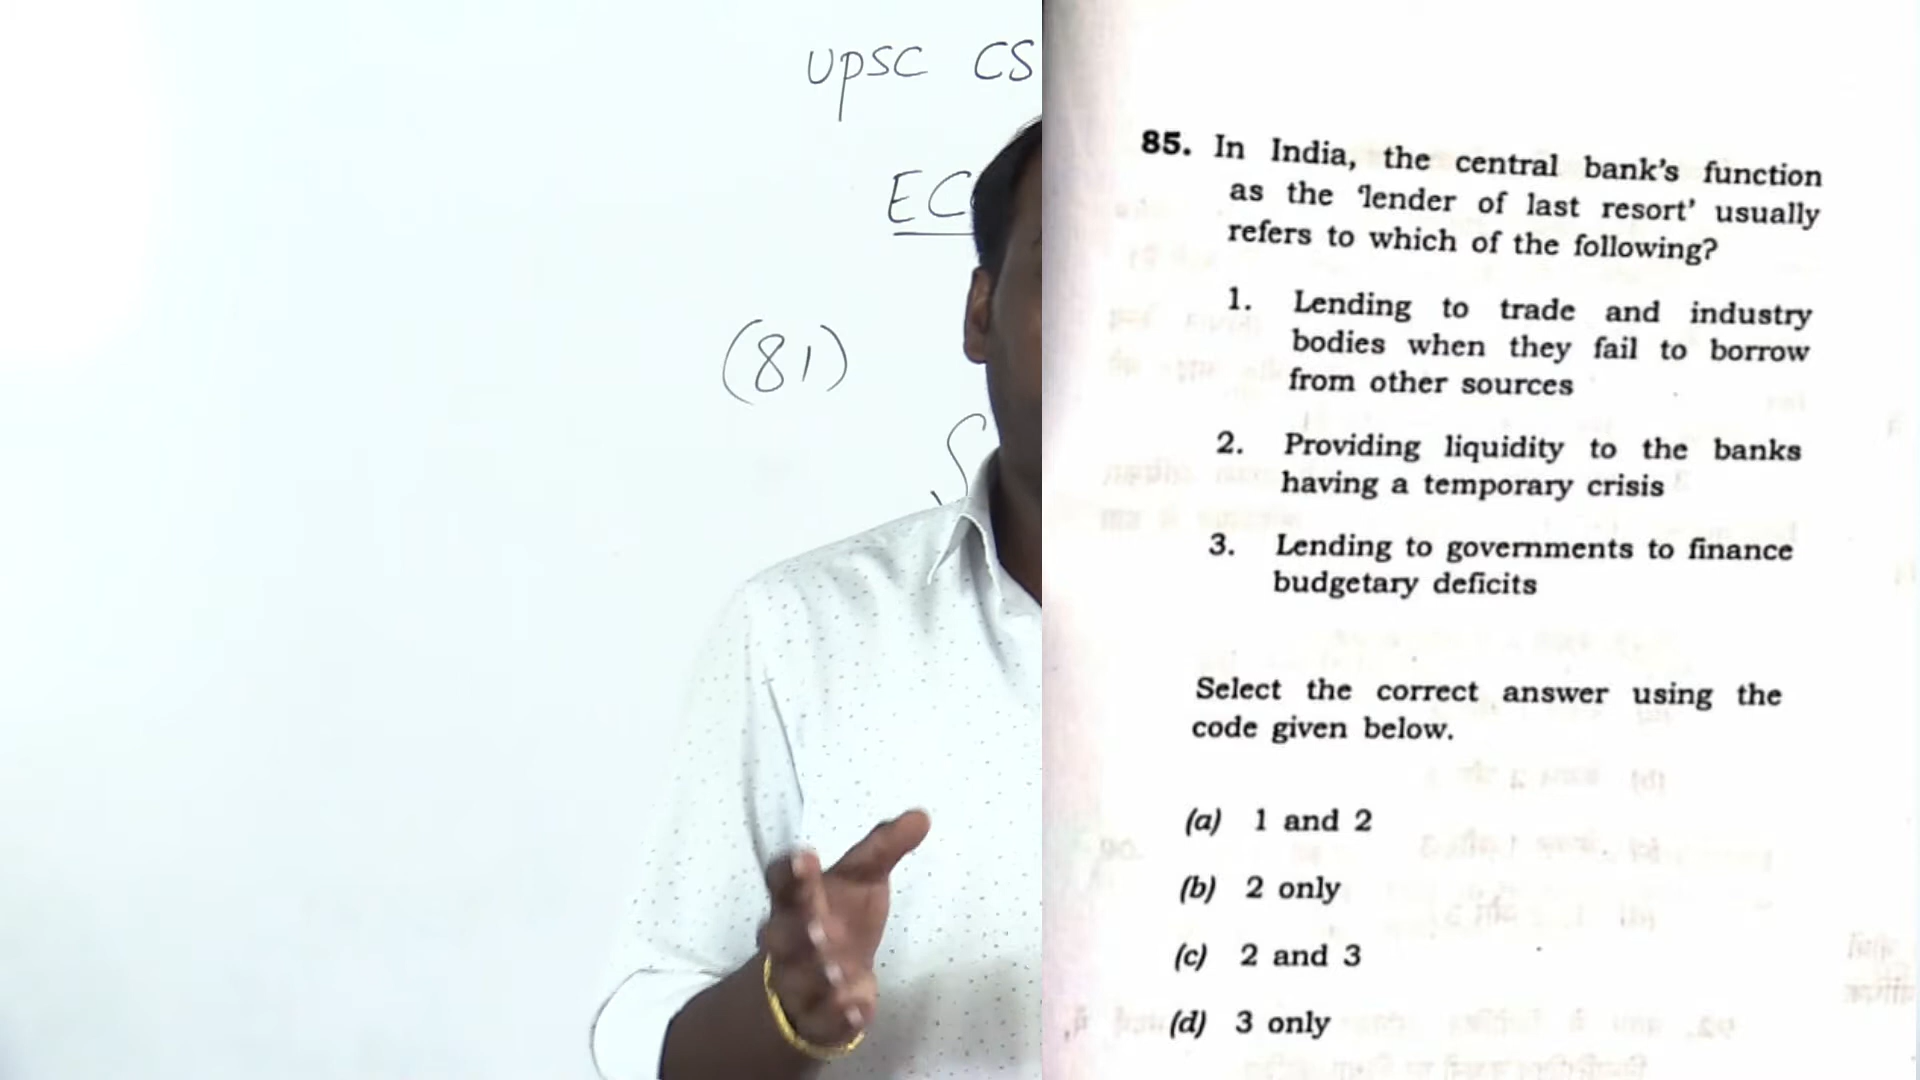 UPSC CS
EC
(81)
S
85. In India, the central bank's function
as the 'lender of last resort' usually
refers to which of the following?
1. Lending to trade and industry
bodies when they fail to borrow
from other sources
2. Providing liquidity to the banks
having a temporary crisis
3. Lending to governments to finance
budgetary deficits
Select the correct answer using the
code given below.
(a) 1 and 2
(b) 2 only
(c) 2 and 3
(d) 3 only